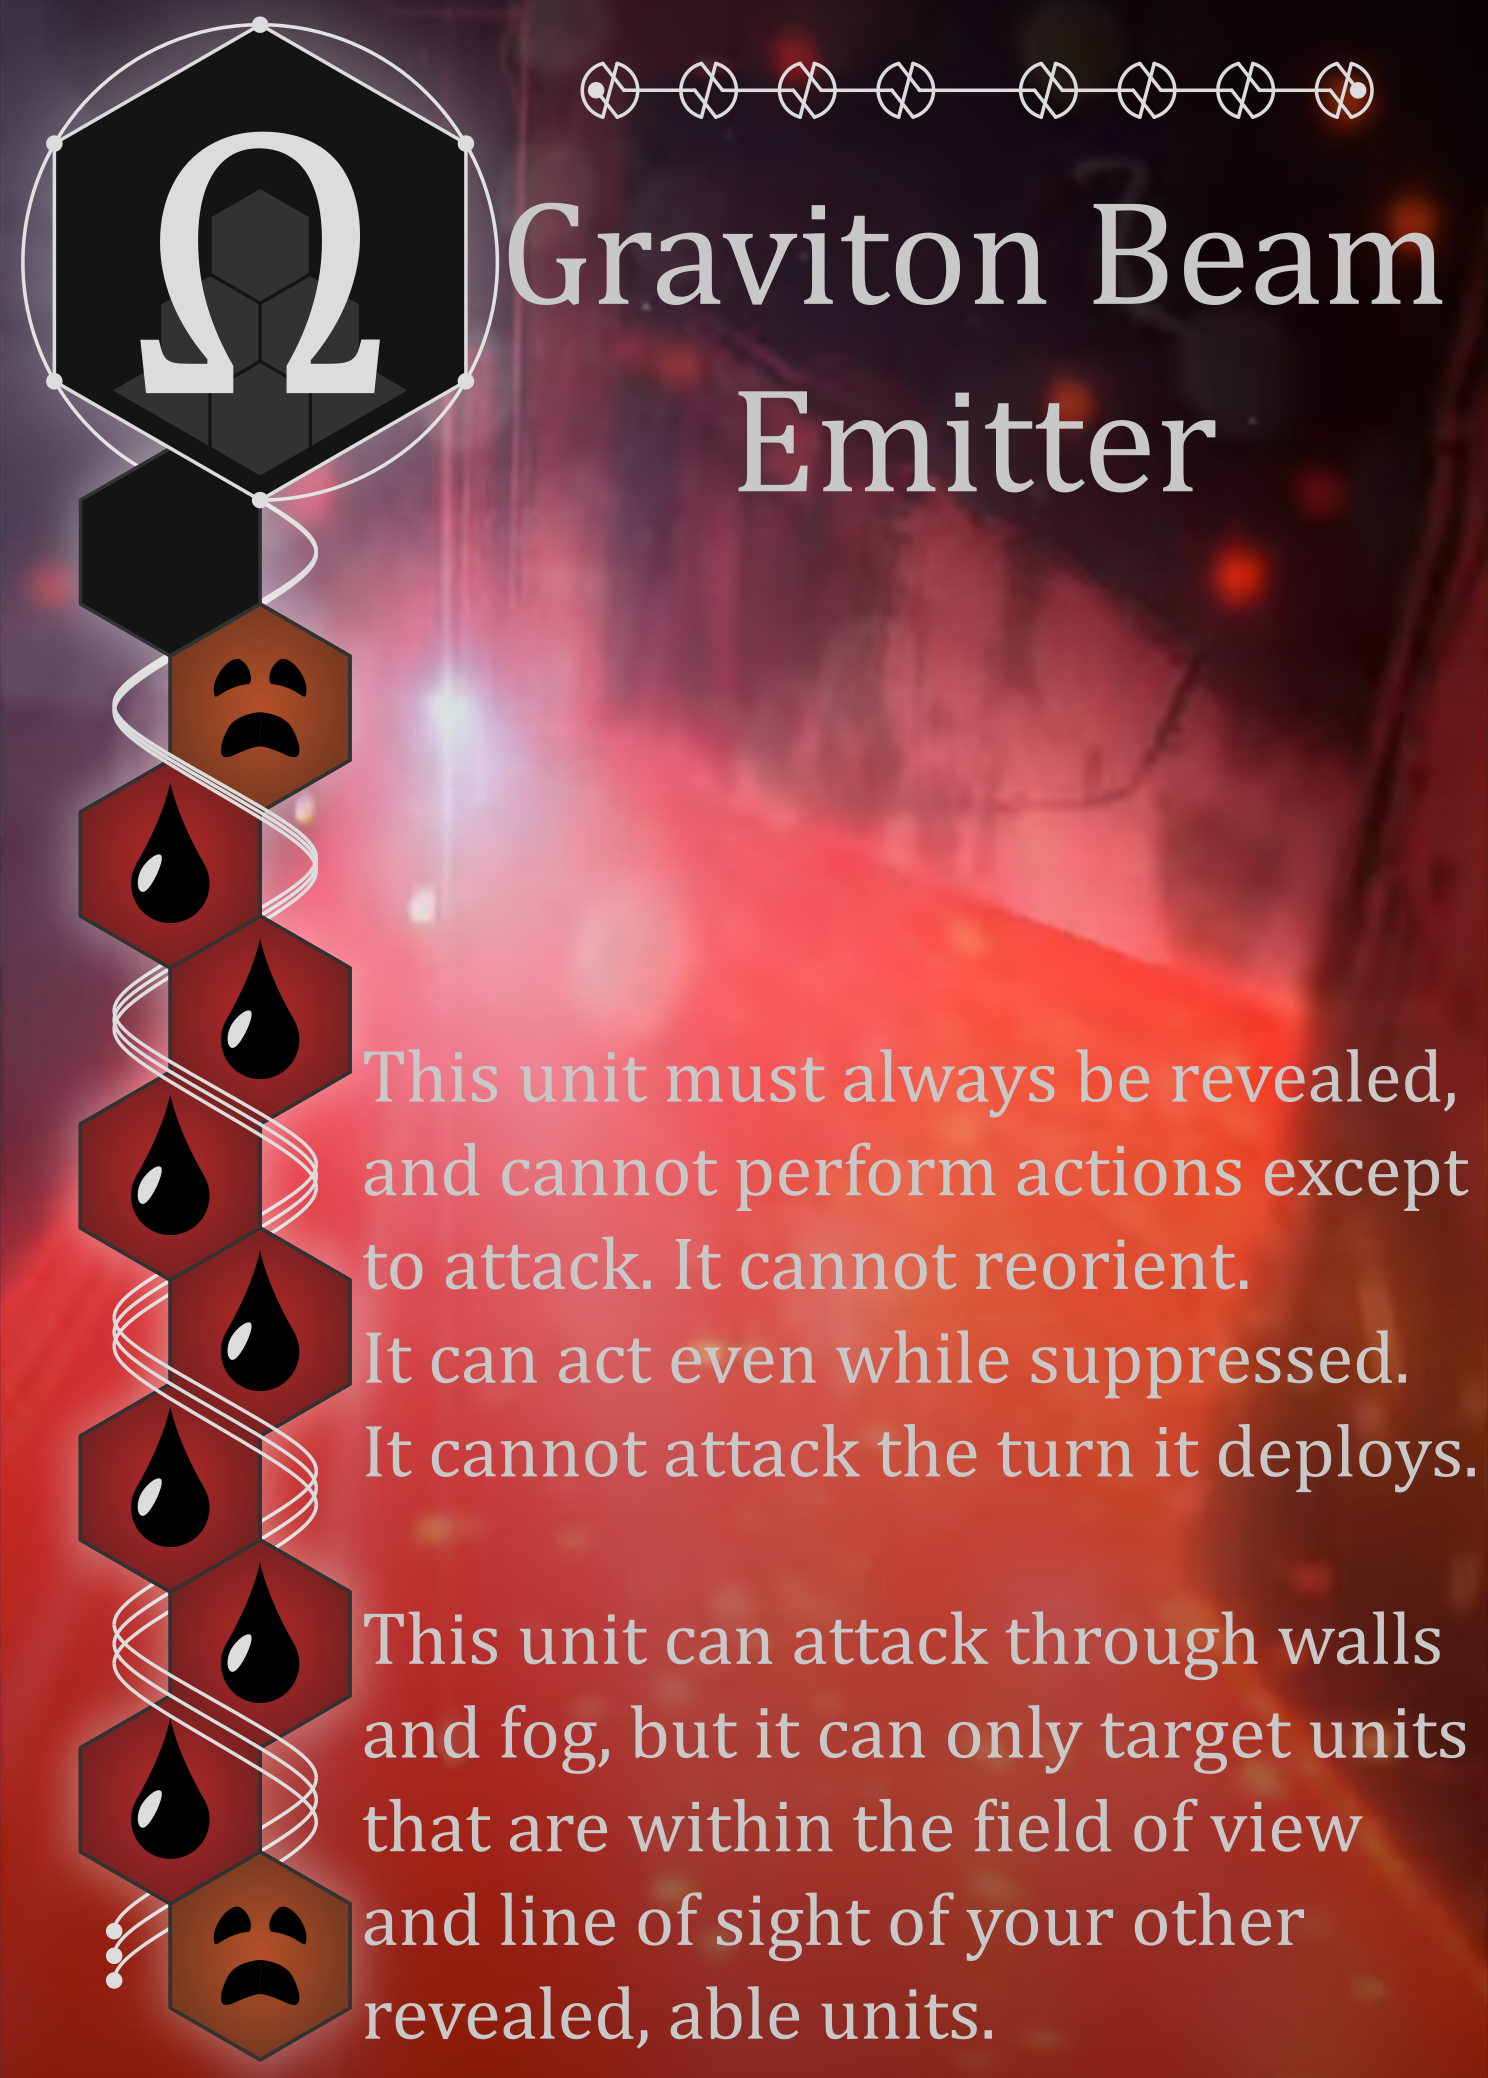 Ω
Graviton Beam
Emitter
This unit must always be revealed,
and cannot perform actions except
to attack. It cannot reorient.
It can act even while suppressed.
It cannot attack the turn it deploys.
This unit can attack through walls
and fog, but it can only target units
that are within the field of view
and line of sight of your other
revealed, able units.